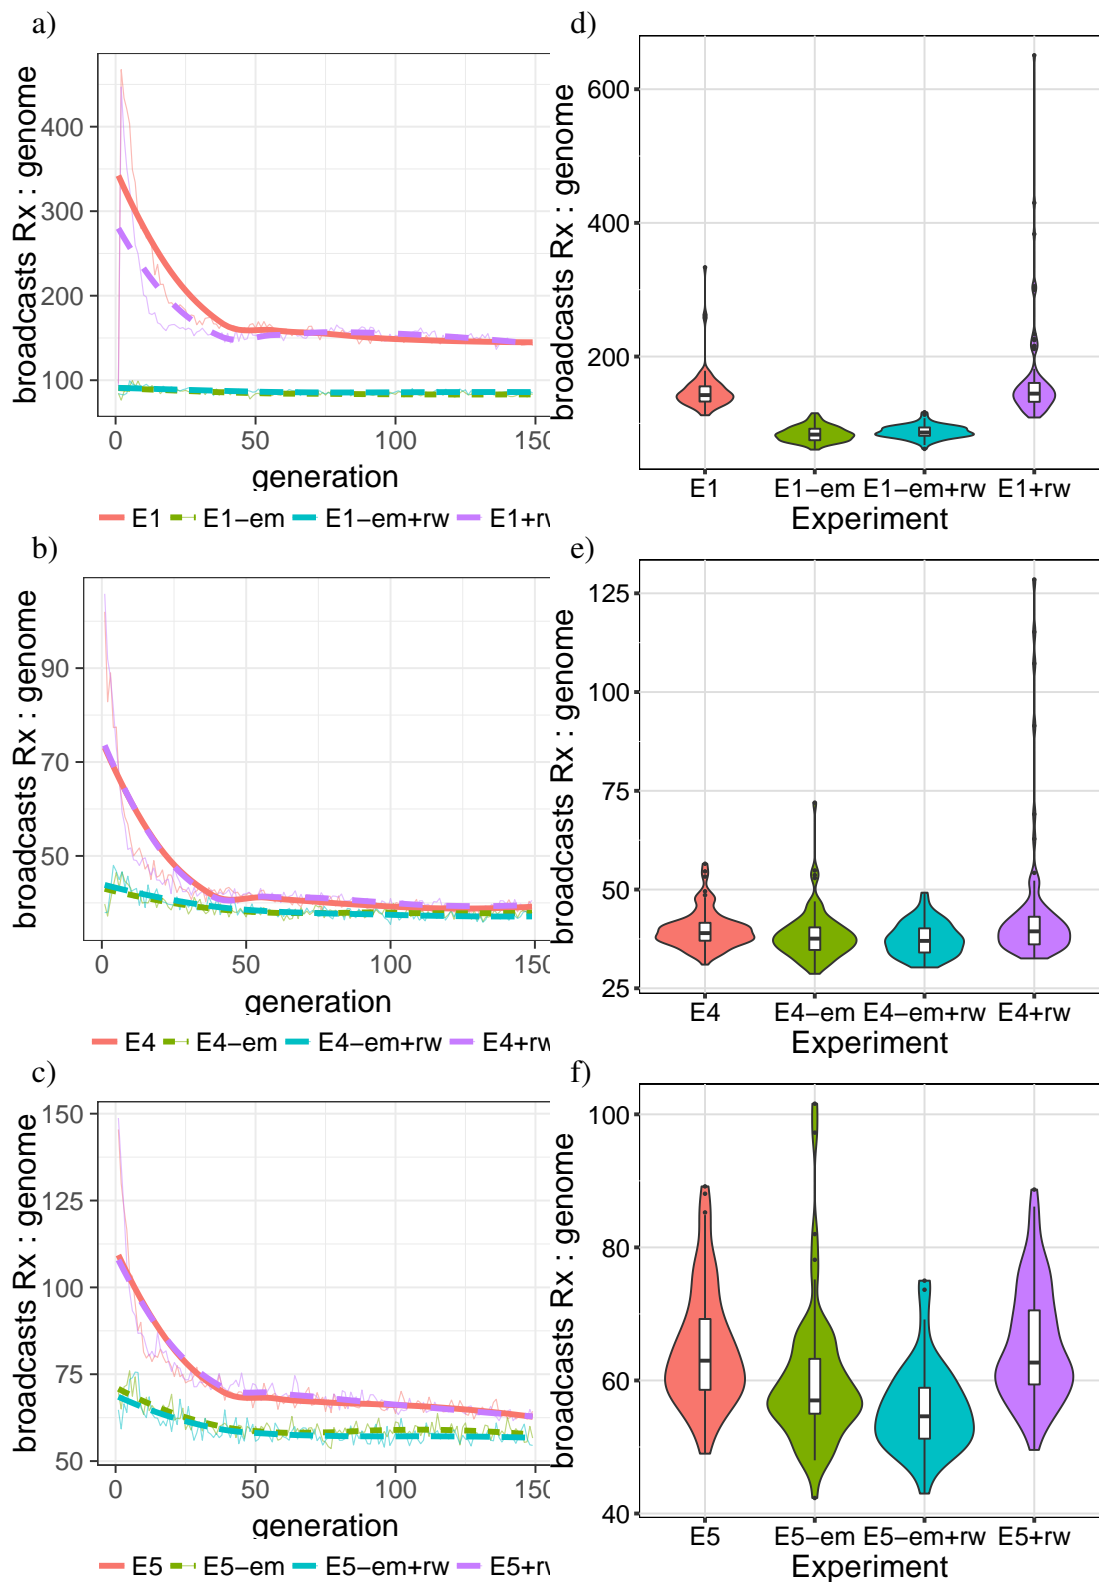 a)
broadcasts Rx : genome
400
300
200
100
0
50
100
150
generation
E1 E1−em E1−em+rw E1+rw
d)
broadcasts Rx : genome
600
400
200
E1 E1−em E1−em+rw E1+rw
Experiment
b)
broadcasts Rx : genome
90
70
50
0
50
100
150
generation
E4 E4−em E4−em+rw E4+rw
e)
broadcasts Rx : genome
125
100
75
50
25
E4 E4−em E4−em+rw E4+rw
Experiment
c)
broadcasts Rx : genome
150
125
100
75
50
0
50
100
150
generation
E5 E5−em E5−em+rw E5+rw
f)
broadcasts Rx : genome
100
80
60
40
E5 E5−em E5−em+rw E5+rw
Experiment